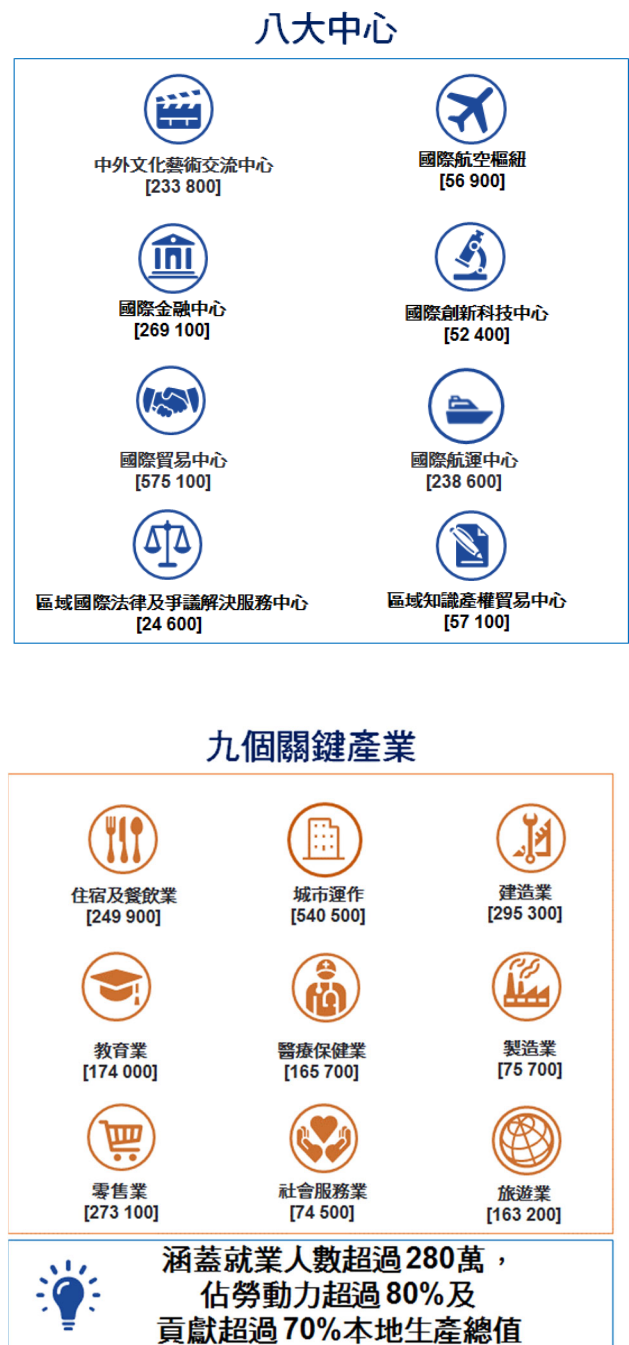 八大中心
中外文化藝術交流中心
[233 800]
國際航空樞紐
[56 900]
國際金融中心
[269 100]
國際創新科技中心
[52 400]
國際貿易中心
[575 100]
國際航運中心
[238 600]
區域國際法律及爭議解決服務中心
[24 600]
區域知識產權貿易中心
[57 100]
九個關鍵產業
住宿及餐飲業
[249 900]
城市運作
[540 500]
建造業
[295 300]
教育業
[174 000]
醫療保健業
[165 700]
製造業
[75 700]
零售業
[273 100]
社會服務業
[74 500]
旅遊業
[163 200]
涵蓋就業人數超過280萬，
佔勞動力超過80%及
貢獻超過70%本地生產總值